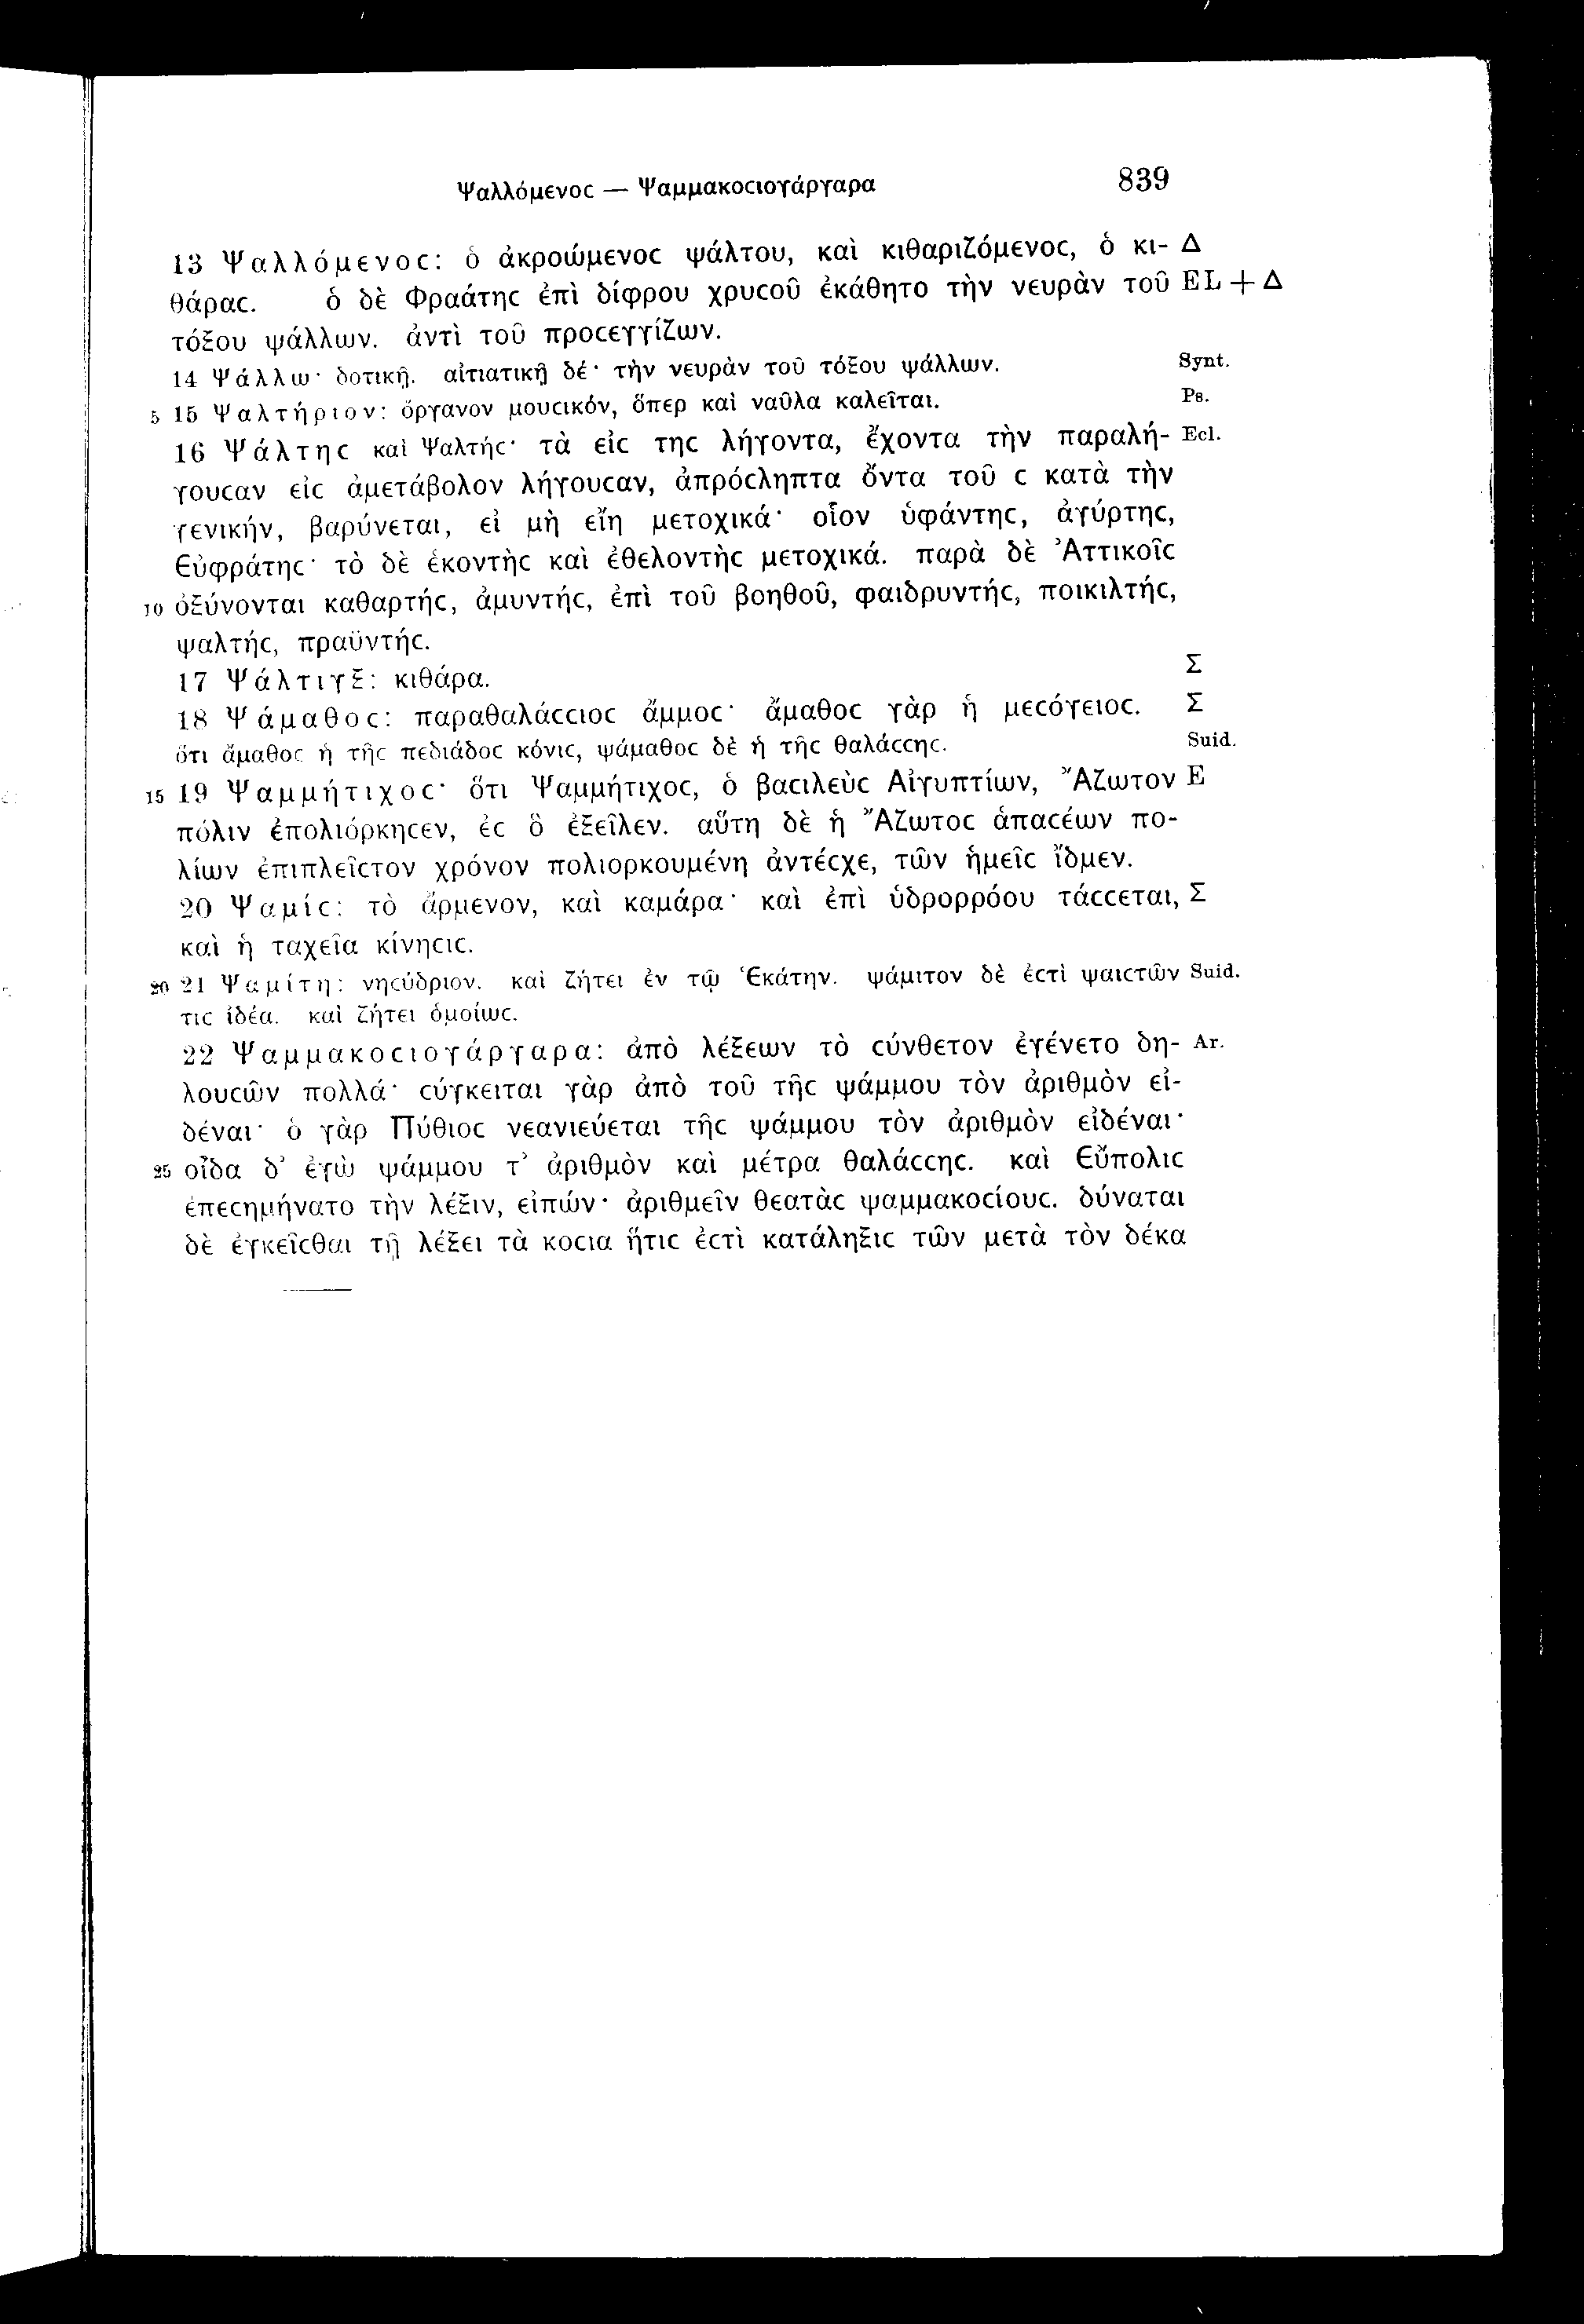 Ψαλλόμενοϲ — Ψαμμακοϲιογάργαρα 839
13 Ψαλλόμενοϲ: ὁ ἀκροώμενοϲ ψάλτου, καὶ κιθαριζόμενοϲ, ὁ κι- Δ
θάραϲ. ὁ δὲ Φραάτηϲ ἐπὶ δίφρου χρυϲοῦ ἐκάθητο τὴν νευρὰν τοῦ EL + Δ
τόξου ψάλλων. ἀντὶ τοῦ προϲεγγίζων.
14 Ψάλλω· δοτικῇ. αἰτιατικῇ δέ· τὴν νευρὰν τοῦ τόξου ψάλλων. Synt.
5 15 Ψαλτήριον: ὄργανον μουϲικόν, ὅπερ καὶ ναῦλα καλεῖται. Ps.
16 Ψάλτηϲ καὶ Ψαλτήϲ· τὰ εἰϲ τηϲ λήγοντα, ἔχοντα τὴν παραλή- Ecl.
γουϲαν εἰϲ ἀμετάβολον λήγουϲαν, ἀπρόϲληπτα ὄντα τοῦ ϲ κατὰ τὴν
γενικήν, βαρύνεται, εἰ μὴ εἴη μετοχικά· οἷον ὑφάντηϲ, ἀγύρτηϲ,
Εὐφράτηϲ· τὸ δὲ ἑκοντὴϲ καὶ ἐθελοντὴϲ μετοχικά. παρὰ δὲ Ἀττικοῖϲ
10 ὀξύνονται καθαρτήϲ, ἀμυντήϲ, ἐπὶ τοῦ βοηθοῦ, φαιδρυντήϲ, ποικιλτήϲ,
ψαλτήϲ, πραϋντήϲ.
17 Ψάλτιγξ: κιθάρα. Σ
18 Ψάμαθοϲ: παραθαλάϲϲιοϲ ἄμμοϲ· ἄμαθοϲ γὰρ ἡ μεϲόγειοϲ. Σ
ὅτι ἄμαθοϲ ἡ τῆϲ πεδιάδοϲ κόνιϲ, ψάμαθοϲ δὲ ἡ τῆϲ θαλάϲϲηϲ. Suid.
15 19 Ψαμμήτιχοϲ· ὅτι Ψαμμήτιχοϲ, ὁ βαϲιλεὺϲ Αἰγυπτίων, Ἄζωτον E
πόλιν ἐπολιόρκηϲεν, ἐϲ ὃ ἐξεῖλεν. αὕτη δὲ ἡ Ἄζωτοϲ ἁπαϲέων πο-
λίων ἐπιπλεῖϲτον χρόνον πολιορκουμένη ἀντέϲχε, τῶν ἡμεῖϲ ἴδμεν.
20 Ψαμίϲ: τὸ ἄρμενον, καὶ καμάρα· καὶ ἐπὶ ὑδρορρόου τάϲϲεται, Σ
καὶ ἡ ταχεῖα κίνηϲιϲ.
20 21 Ψαμίτη: νηϲύδριον. καὶ ζήτει ἐν τῷ Ἑκάτην. ψάμιτον δὲ ἐϲτὶ ψαιϲτῶν Suid.
τιϲ ἰδέα. καὶ ζήτει ὁμοίωϲ.
22 Ψαμμακοϲιογάργαρα: ἀπὸ λέξεων τὸ ϲύνθετον ἐγένετο δη- Ar.
λουϲῶν πολλά· ϲύγκειται γὰρ ἀπὸ τοῦ τῆϲ ψάμμου τὸν ἀριθμὸν εἰ-
δέναι· ὁ γὰρ Πύθιοϲ νεανιεύεται τῆϲ ψάμμου τὸν ἀριθμὸν εἰδέναι·
25 οἶδα δ’ ἐγὼ ψάμμου τ’ ἀριθμὸν καὶ μέτρα θαλάϲϲηϲ. καὶ Εὔπολιϲ
ἐπεϲημήνατο τὴν λέξιν, εἰπών· ἀριθμεῖν θεατὰϲ ψαμμακοϲίουϲ. δύναται
δὲ ἐγκεῖϲθαι τῇ λέξει τὰ κοϲια ἥτιϲ ἐϲτὶ κατάληξιϲ τῶν μετὰ τὸν δέκα